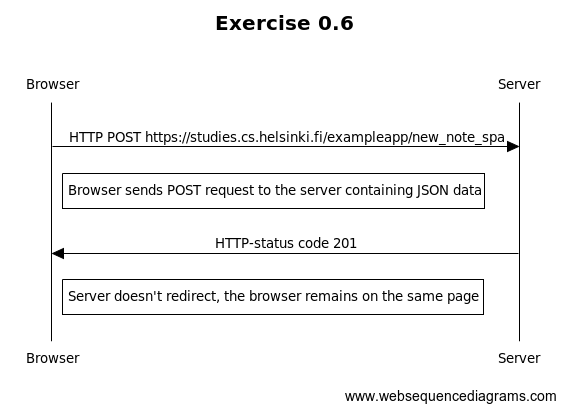 Exercise 0.6
Browser Server
HTTP POST https://studies.cs.helsinki.fi/exampleapp/new_note_spa
Browser sends POST request to the server containing JSON data
HTTP-status code 201
Server doesn't redirect, the browser remains on the same page
Browser Server
www.websequencediagrams.com